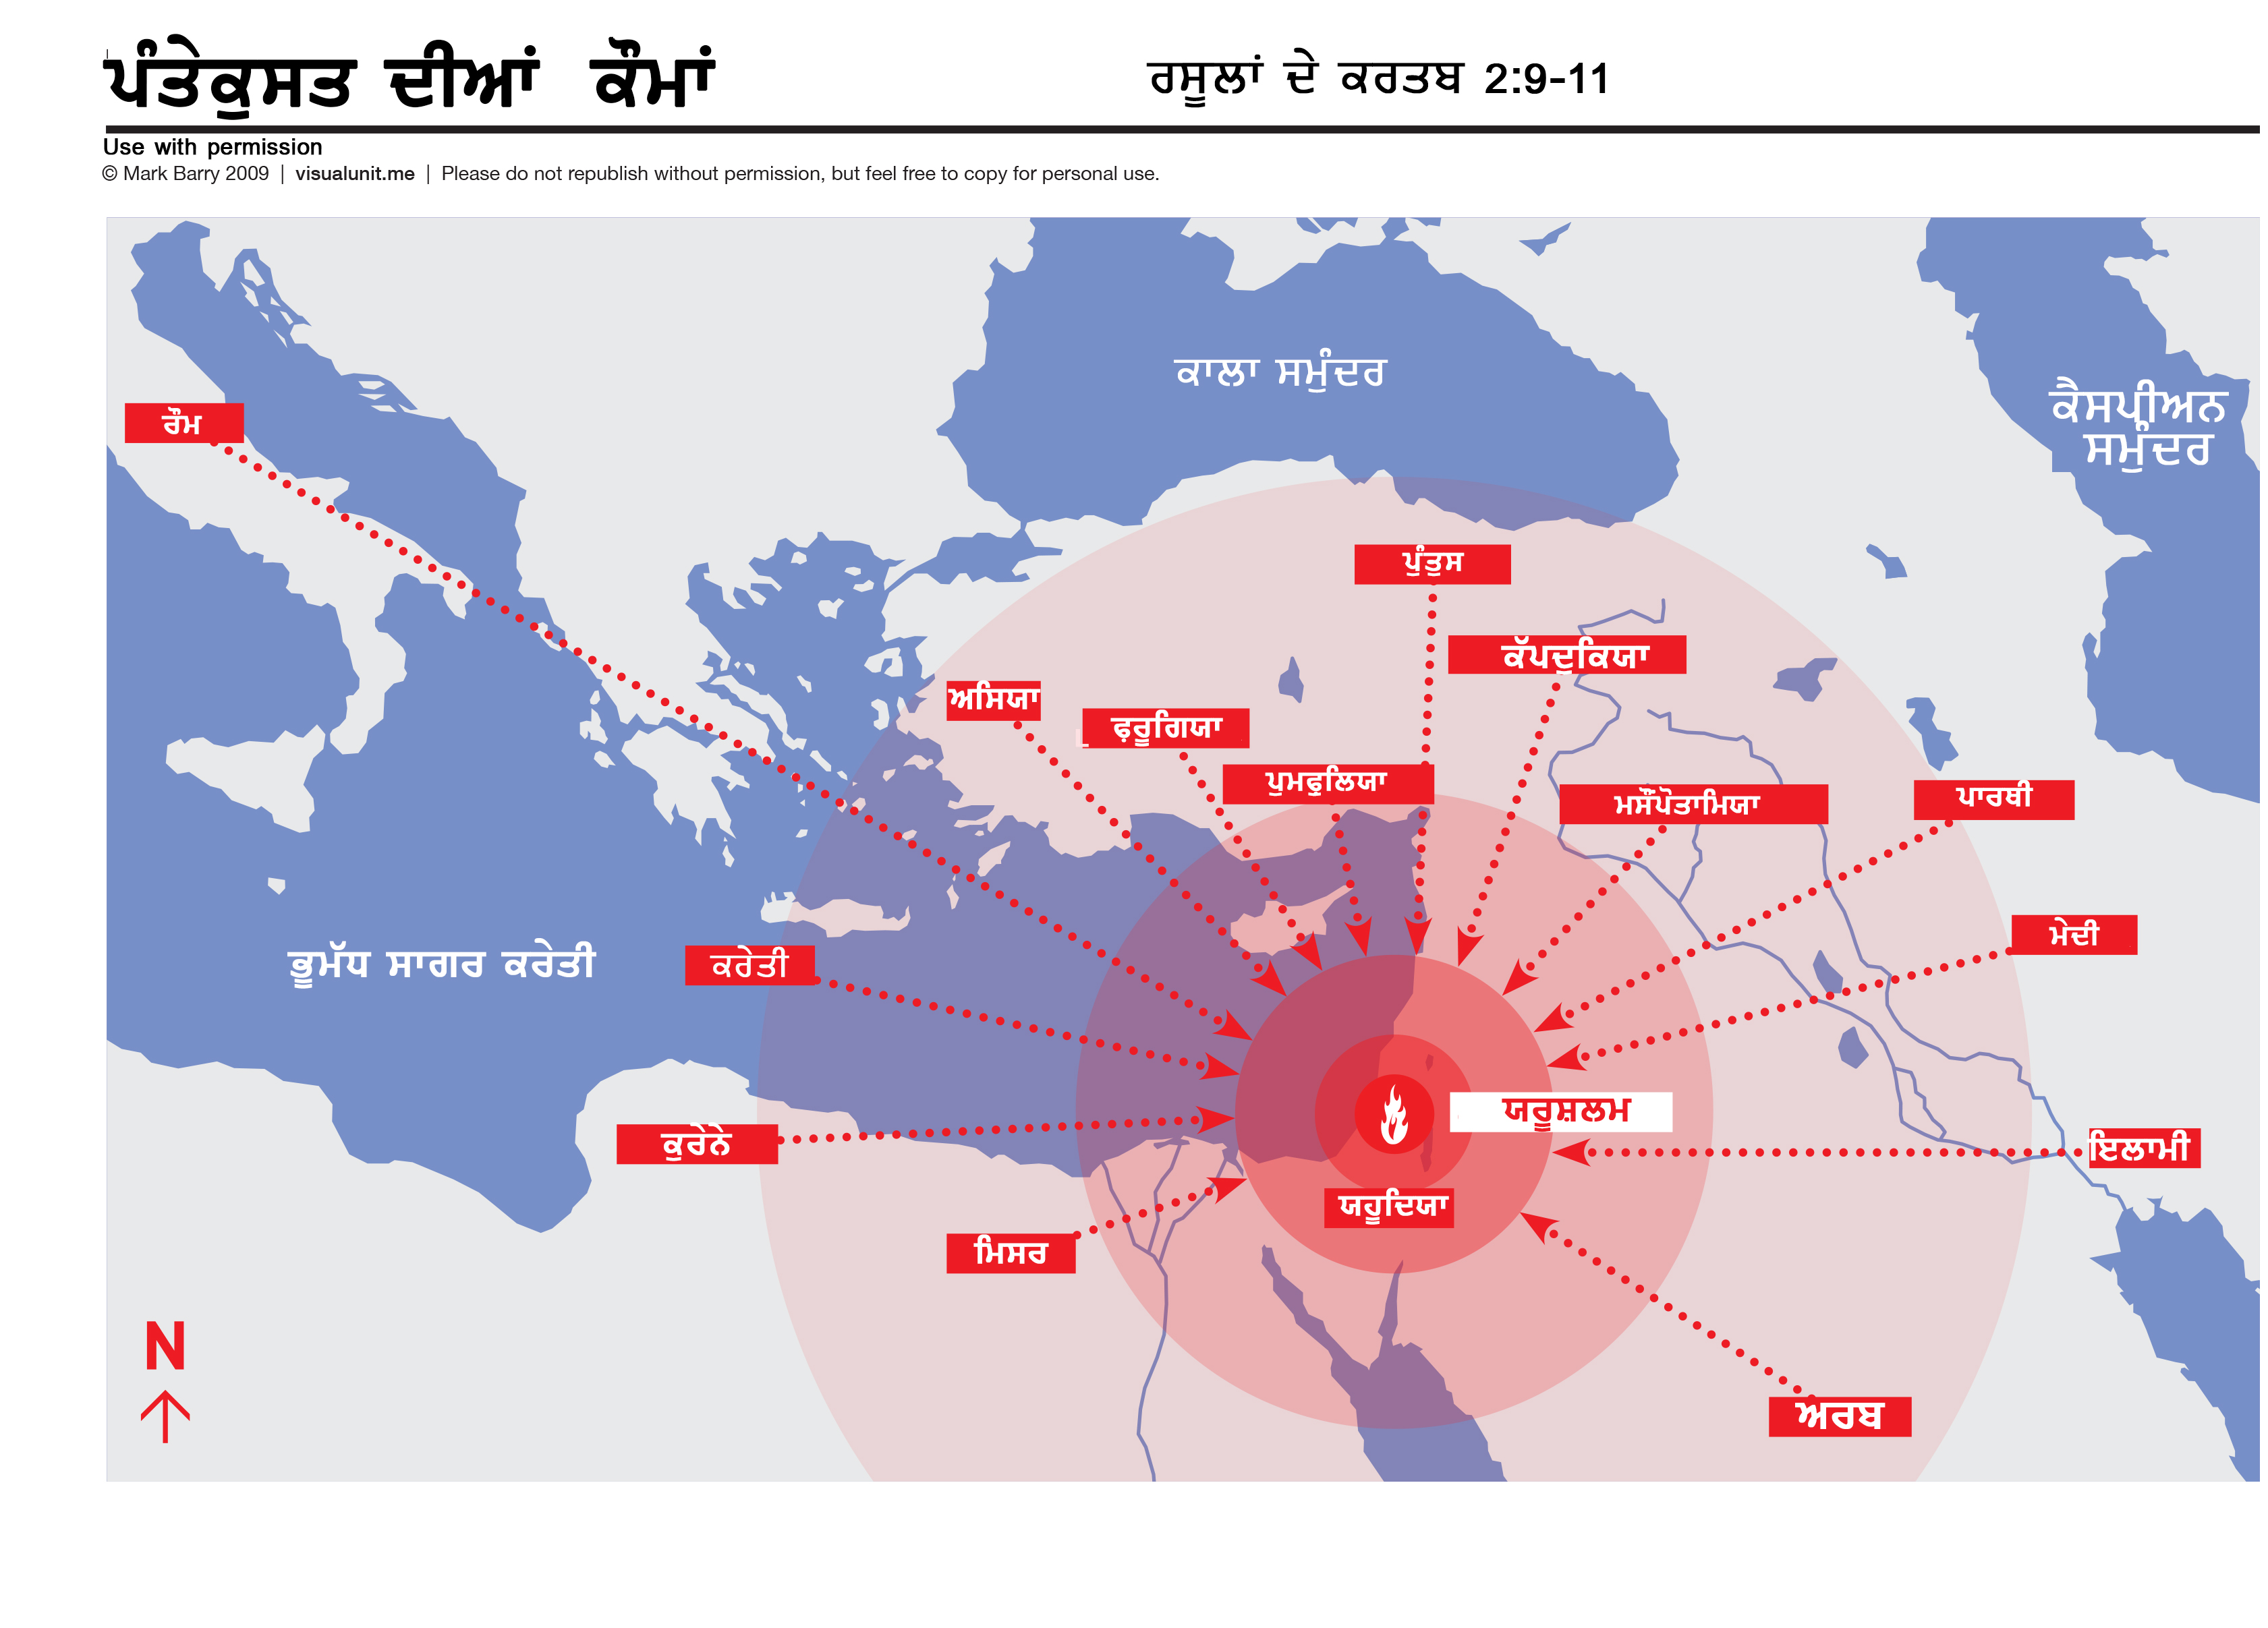 ਪੰਤੇਕੁਸਤ ਦੀਆਂ ਕੌਮਾਂ
ਰਸੂਲਾਂ ਦੇ ਕਰਤਬ 2:9-11
Use with permission
© Mark Barry 2009 | visualunit.me | Please do not republish without permission, but feel free to copy for personal use.
ਕਾਲਾ ਸਮੁੰਦਰ
ਕੈਸਪੀਅਨ
ਸਮੁੰਦਰ
ਰੌਮ
ਪੁੰਤੁਸ
ਕੱਪਦੁਕਿਯਾ
ਅਸਿਯਾ
ਫ਼ਰੂਗਿਯਾ
ਪੁਮਫੁਲਿਯਾ
ਮਸੌਪੋਤਾਮਿਯਾ
ਪਾਰਥੀ
ਮੇਦੀ
ਭੂਮੱਧ ਸਾਗਰ ਕਰੇਤੀ
ਕਰੇਤੀ
ਯਰੂਸ਼ਲਮ
ਕੁਰੇਨੇ
ਇਲਾਮੀ
ਯਹੂਦਿਯਾ
ਮਿਸਰ
N
ਅਰਬ